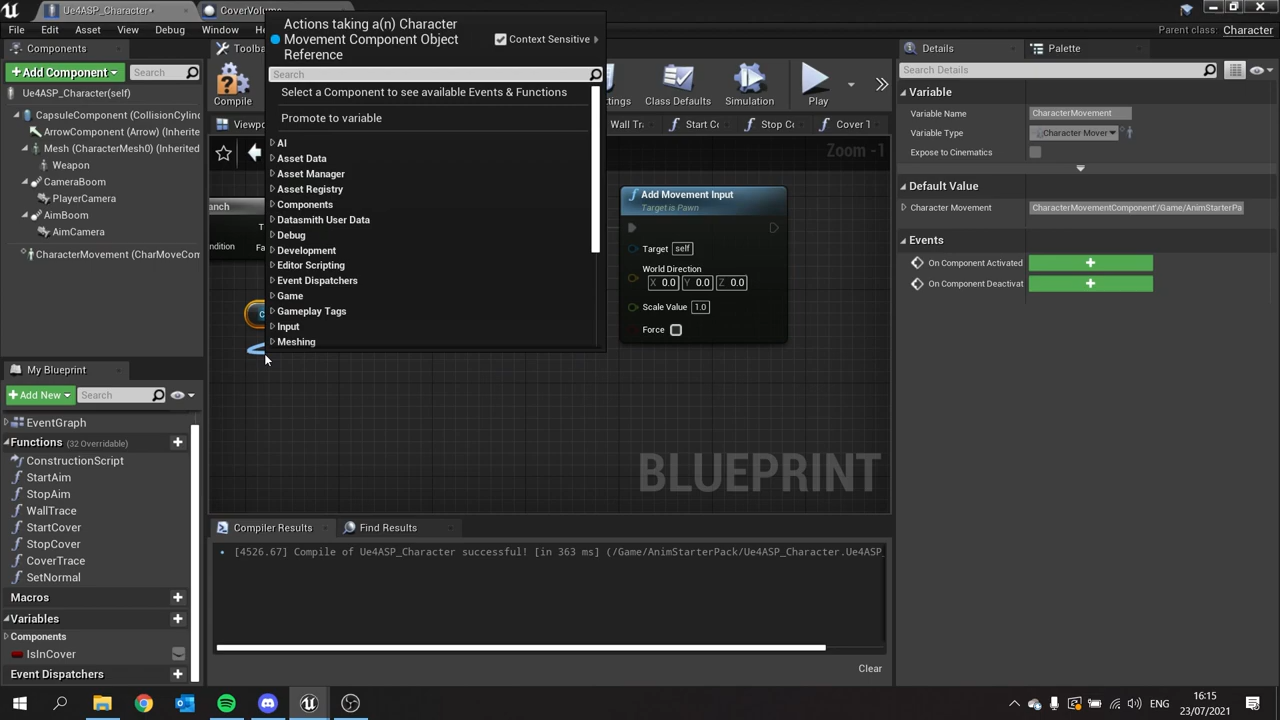 Ue4ASP_Character*
CoverVolume
File
Edit
Asset
View
Debug
Window
Parent class: Character
Components
+ Add Component
Search
Ue4ASP_Character(self)
CapsuleComponent (CollisionCylin
ArrowComponent (Arrow) (Inherite
Mesh (CharacterMesh0) (Inherited
Weapon
CameraBoom
PlayerCamera
AimBoom
AimCamera
CharacterMovement (CharMoveCom
My Blueprint
+ Add New
Search
EventGraph
Functions (32 Overridable)
ConstructionScript
StartAim
StopAim
WallTrace
StartCover
StopCover
CoverTrace
SetNormal
Macros
Variables
Components
IsInCover
Event Dispatchers
Compile
Class Defaults
Simulation
Play
Wall Tr
Start C
Stop C
Cover T
Zoom -1
Actions taking a(n) Character
Movement Component Object
Reference
Context Sensitive
Search
Select a Component to see available Events & Functions
Promote to variable
AI
Asset Data
Asset Manager
Asset Registry
Components
Datasmith User Data
Debug
Development
Editor Scripting
Event Dispatchers
Game
Gameplay Tags
Input
Meshing
Add Movement Input
Target is Pawn
Target self
World Direction
X 0.0 Y 0.0 Z 0.0
Scale Value 1.0
Force
BLUEPRINT
Compiler Results
Find Results
[4526.67] Compile of Ue4ASP_Character successful! [in 363 ms] (/Game/AnimStarterPack/Ue4ASP_Character.Ue4ASP_
Clear
Details
Palette
Search Details
Variable
Variable Name CharacterMovement
Variable Type Character Mover
Expose to Cinematics
Default Value
Character Movement CharacterMovementComponent'/Game/AnimStarterPa
Events
On Component Activated +
On Component Deactivat +
ENG
16:15
23/07/2021